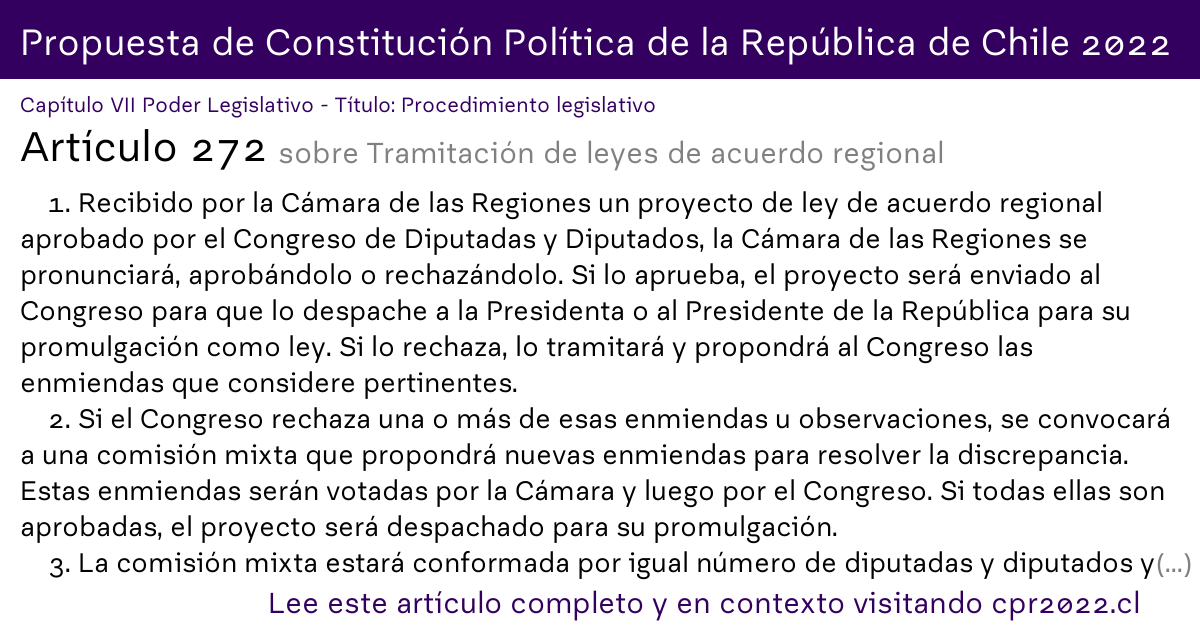 Propuesta de Constitución Política de la República de Chile 2022
Capítulo VII Poder Legislativo - Título: Procedimiento legislativo
Artículo 272 sobre Tramitación de leyes de acuerdo regional
1. Recibido por la Cámara de las Regiones un proyecto de ley de acuerdo regional
aprobado por el Congreso de Diputadas y Diputados, la Cámara de las Regiones se
pronunciará, aprobándolo o rechazándolo. Si lo aprueba, el proyecto será enviado al
Congreso para que lo despache a la Presidenta o al Presidente de la República para su
promulgación como ley. Si lo rechaza, lo tramitará y propondrá al Congreso las
enmiendas que considere pertinentes.
2. Si el Congreso rechaza una o más de esas enmiendas u observaciones, se convocará
a una comisión mixta que propondrá nuevas enmiendas para resolver la discrepancia.
Estas enmiendas serán votadas por la Cámara y luego por el Congreso. Si todas ellas son
aprobadas, el proyecto será despachado para su promulgación.
3. La comisión mixta estará conformada por igual número de diputadas y diputados y(...)
Lee este artículo completo y en contexto visitando cpr2022.cl